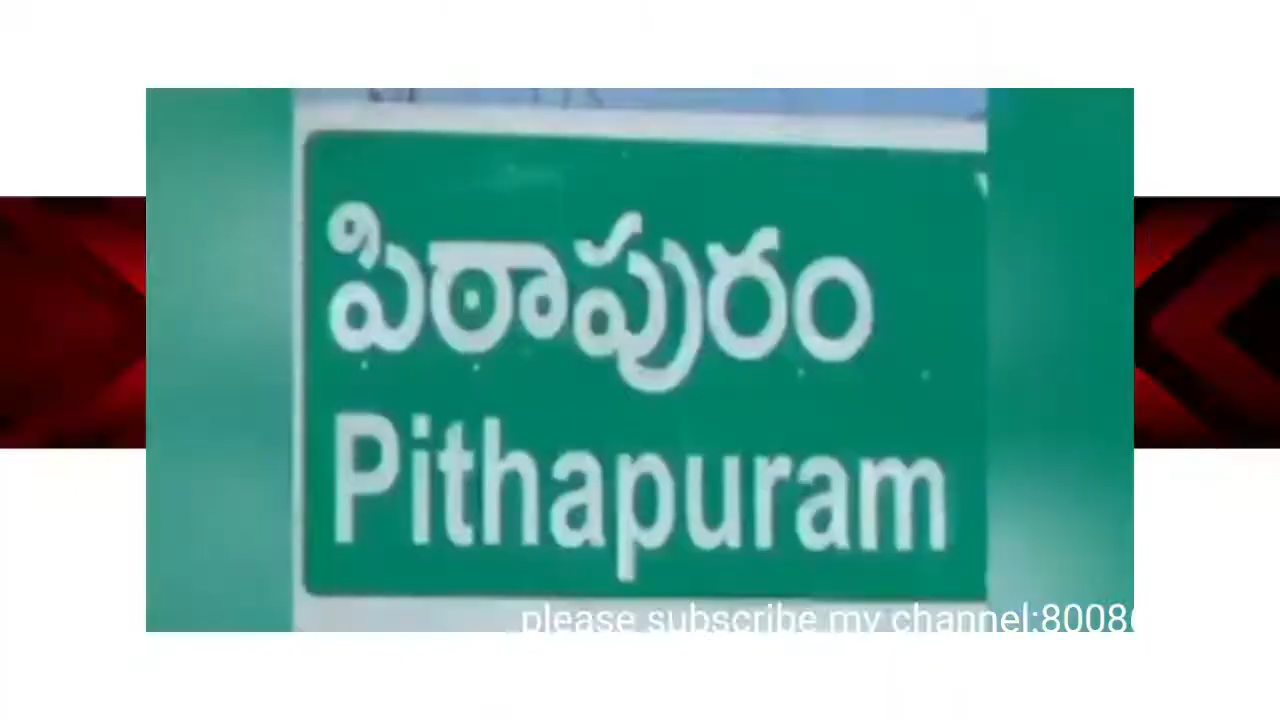 పిఠాపురం
Pithapuram
please subscribe my channel:8008